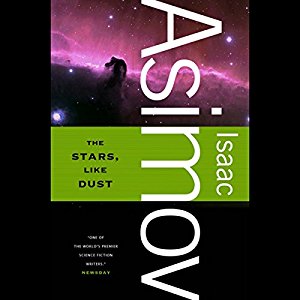 Isaac
Asimov
THE
STARS,
LIKE
DUST
"ONE OF
THE WORLD'S PREMIER
SCIENCE FICTION
WRITERS."
NEWSDAY